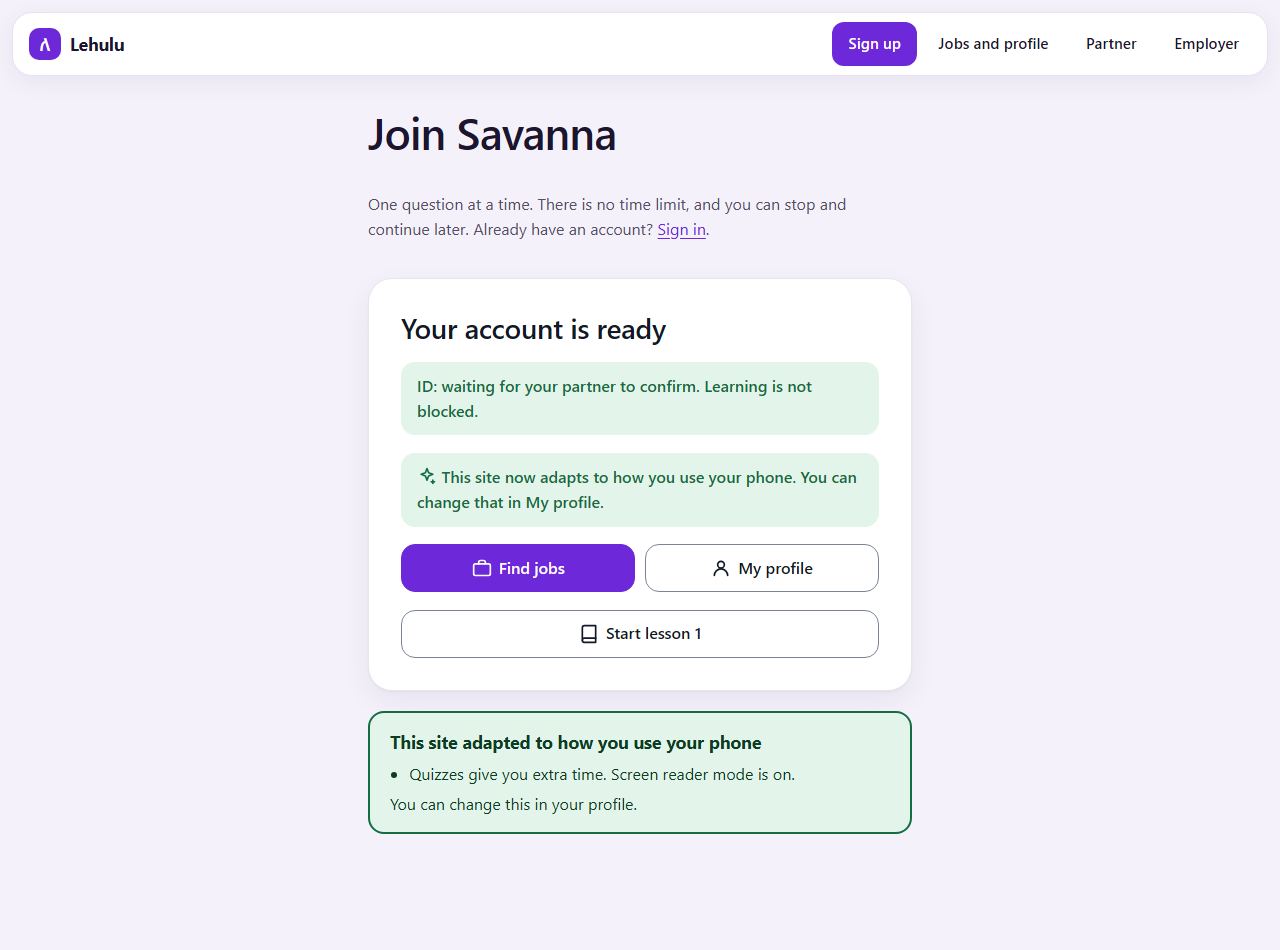 Lehulu
Sign up
Jobs and profile
Partner
Employer
Join Savanna
One question at a time. There is no time limit, and you can stop and
continue later. Already have an account? Sign in.
Your account is ready
ID: waiting for your partner to confirm. Learning is not
blocked.
This site now adapts to how you use your phone. You can
change that in My profile.
Find jobs
My profile
Start lesson 1
This site adapted to how you use your phone
• Quizzes give you extra time. Screen reader mode is on.
You can change this in your profile.